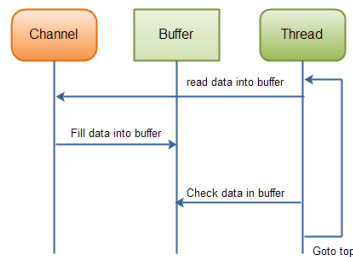 Channel
Buffer
Thread
read data into buffer
Fill data into buffer
Check data in buffer
Goto top